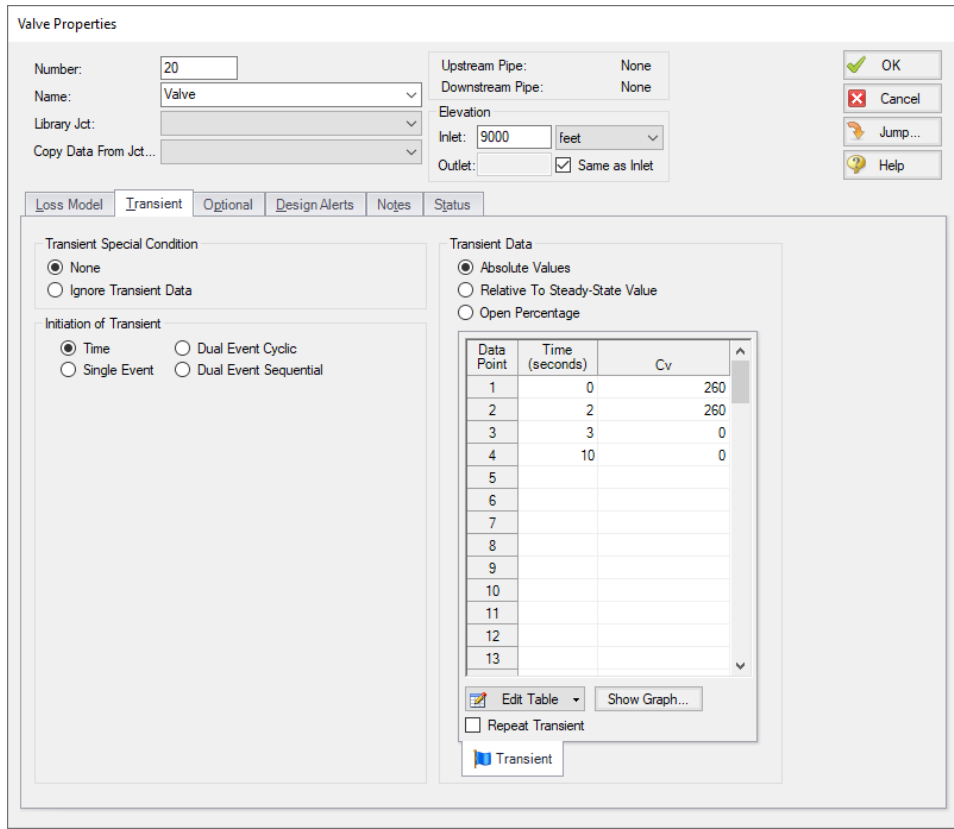 Valve Properties
Number: 20
Name: Valve
Library Jct:
Copy Data From Jct...
Upstream Pipe: None
Downstream Pipe: None
Elevation
Inlet: 9000 feet
Outlet: Same as Inlet
OK
Cancel
Jump...
Help
Loss Model Transient Optional Design Alerts Notes Status
Transient Special Condition
None
Ignore Transient Data
Initiation of Transient
Time Dual Event Cyclic
Single Event Dual Event Sequential
Transient Data
Absolute Values
Relative To Steady-State Value
Open Percentage
Data Point Time (seconds) Cv
1 0 260
2 2 260
3 3 0
4 10 0
5
6
7
8
9
10
11
12
13
Edit Table Show Graph...
Repeat Transient
Transient